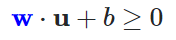 w · u + b ≥ 0